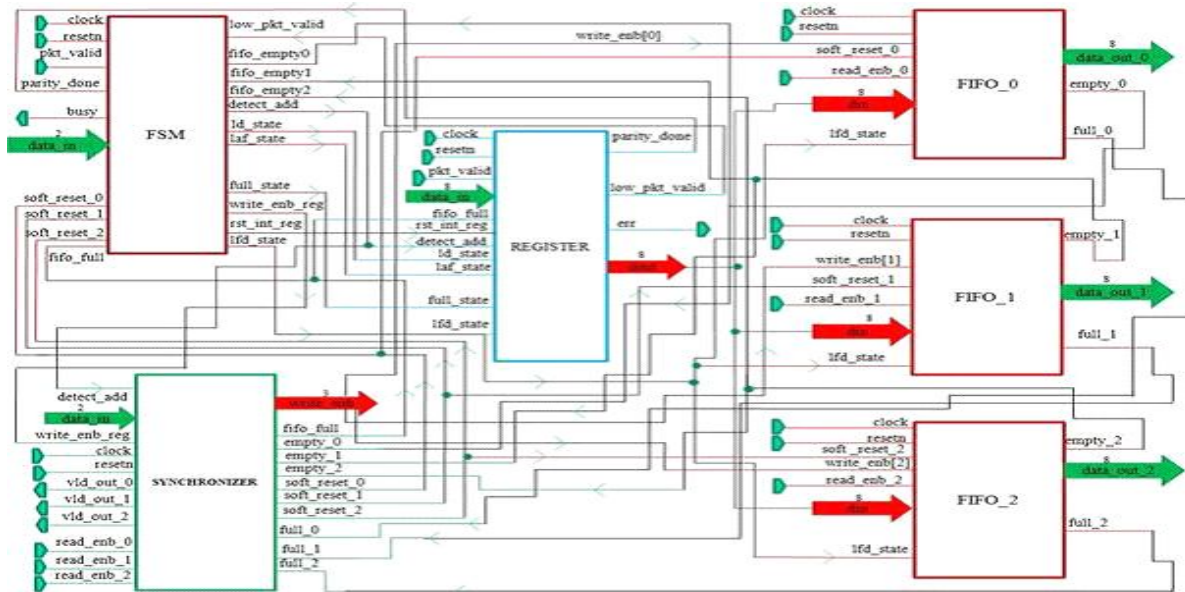 clock
resetn
pkt_valid
parity_done
busy
2
data_in
soft_reset_0
soft_reset_1
soft_reset_2
fifo_full
FSM
low_pkt_valid
fifo_empty0
fifo_empty1
fifo_empty2
detect_add
ld_state
laf_state
full_state
write_enb_reg
rst_int_reg
lfd_state
clock
resetn
pkt_valid
8
data_in
fifo_full
rst_int_reg
detect_add
ld_state
laf_state
full_state
lfd_state
REGISTER
parity_done
low_pkt_valid
err
8
detect_add
2
data_in
write_enb_reg
clock
resetn
vld_out_0
vld_out_1
vld_out_2
read_enb_0
read_enb_1
read_enb_2
SYNCHRONIZER
3
write_enb
fifo_full
empty_0
empty_1
empty_2
soft_reset_0
soft_reset_1
soft_reset_2
full_0
full_1
full_2
clock
resetn
write_enb[0]
soft_reset_0
read_enb_0
8
din
lfd_state
FIFO_0
8
data_out_0
empty_0
full_0
clock
resetn
write_enb[1]
soft_reset_1
read_enb_1
8
din
lfd_state
FIFO_1
empty_1
8
data_out_1
full_1
clock
resetn
soft_reset_2
write_enb[2]
read_enb_2
8
din
lfd_state
FIFO_2
empty_2
8
data_out_2
full_2